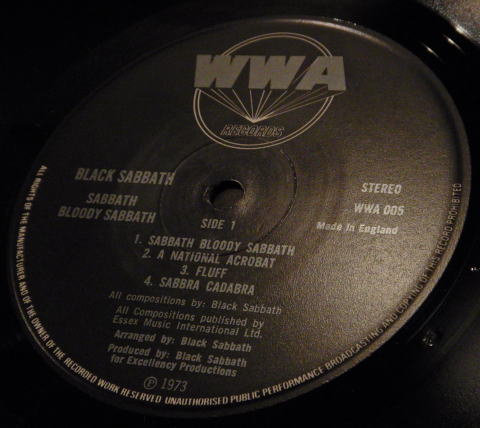 WWA
RECORDS
BLACK SABBATH
SABBATH
BLOODY SABBATH
STEREO
WWA 005
Made in England
SIDE 1
1. SABBATH BLOODY SABBATH
2. A NATIONAL ACROBAT
3. FLUFF
4. SABBRA CADABRA
All compositions by: Black Sabbath
All Compositions published by
Essex Music International Ltd.
Arranged by: Black Sabbath
Produced by: Black Sabbath
for Excellency Productions
Ⓟ 1973
ALL RIGHTS OF THE MANUFACTURER AND OF THE OWNER OF THE RECORDED WORK RESERVED UNAUTHORISED PUBLIC PERFORMANCE BROADCASTING AND COPYING OF THIS RECORD PROHIBITED